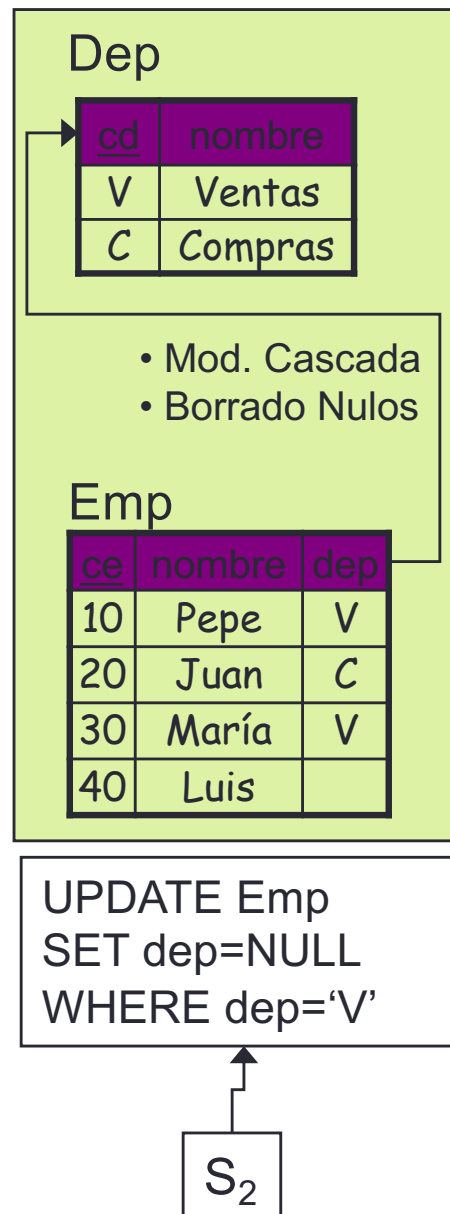 Dep
cd nombre
V Ventas
C Compras
• Mod. Cascada
• Borrado Nulos
Emp
ce nombre dep
10 Pepe V
20 Juan C
30 María V
40 Luis
UPDATE Emp
SET dep=NULL
WHERE dep=‘V’
S₂